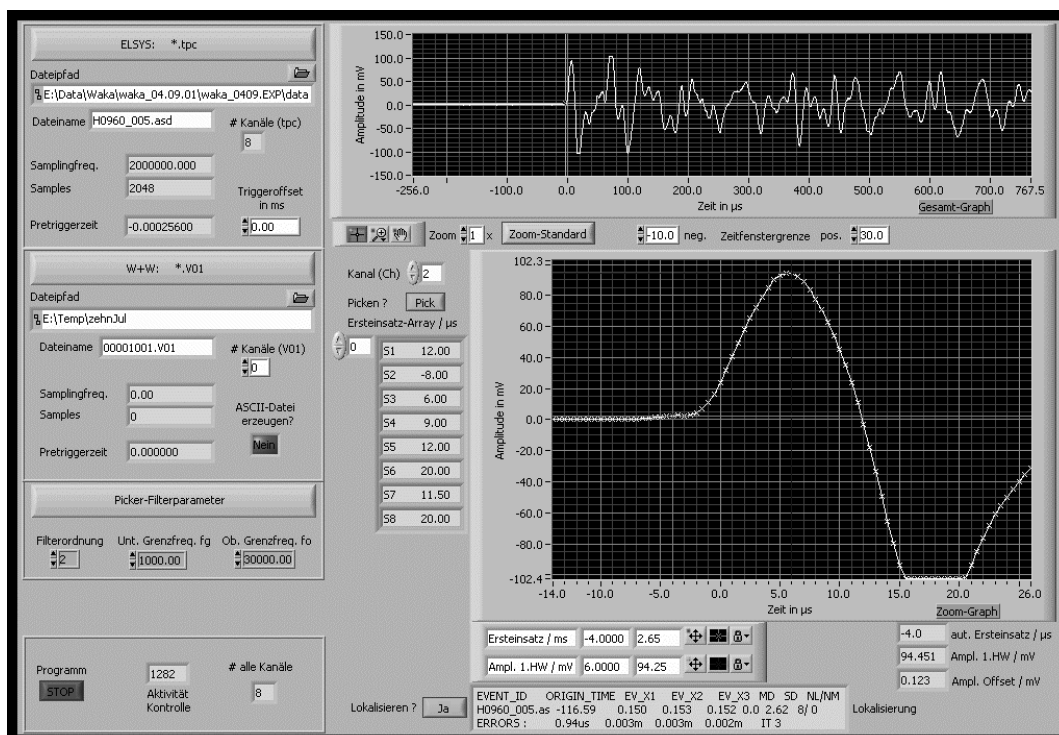 ELSYS: *.tpc
Dateipfad
E:\Data\Waka\waka_04.09.01\waka_0409.EXP\data
Dateiname H0960_005.asd
# Kanäle (tpc)
8
Samplingfreq. 2000000.000
Samples 2048
Triggeroffset
in ms
Pretriggerzeit -0.00025600 0.00
W+W: *.V01
Dateipfad
E:\Temp\zehnJul
Dateiname 00001001.V01
# Kanäle (V01)
0
Samplingfreq. 0.00
Samples 0
ASCII-Datei
erzeugen?
Nein
Pretriggerzeit 0.000000
Picker-Filterparameter
Filterordnung Unt. Grenzfreq. fg Ob. Grenzfreq. fo
2 1000.00 30000.00
Programm
STOP
1282
Aktivität
Kontrolle
# alle Kanäle
8
Amplitude in mV
150.0
100.0
50.0
0.0
-50.0
-100.0
-150.0
-256.0 -100.0 0.0 100.0 200.0 300.0 400.0 500.0 600.0 700.0 767.5
Zeit in µs
Gesamt-Graph
Zoom 1 x Zoom-Standard -10.0 neg. Zeitfenstergrenze pos. 30.0
Kanal (Ch) 2
Picken ? Pick
Ersteinsatz-Array / µs
0
S1 12.00
S2 -8.00
S3 6.00
S4 9.00
S5 12.00
S6 20.00
S7 11.50
S8 20.00
Amplitude in mV
102.3
80.0
60.0
40.0
20.0
0.0
-20.0
-40.0
-60.0
-80.0
-102.4
-14.0 -10.0 -5.0 0.0 5.0 10.0 15.0 20.0 26.0
Zeit in µs
Zoom-Graph
Ersteinsatz / ms -4.0000 2.65
Ampl. 1.HW / mV 6.0000 94.25
-4.0 aut. Ersteinsatz / µs
94.451 Ampl. 1.HW / mV
0.123 Ampl. Offset / mV
Lokalisieren ? Ja
EVENT_ID ORIGIN_TIME EV_X1 EV_X2 EV_X3 MD SD NL/NM
H0960_005.as -116.59 0.150 0.153 0.152 0.0 2.62 8/ 0
ERRORS : 0.94us 0.003m 0.003m 0.002m IT 3
Lokalisierung